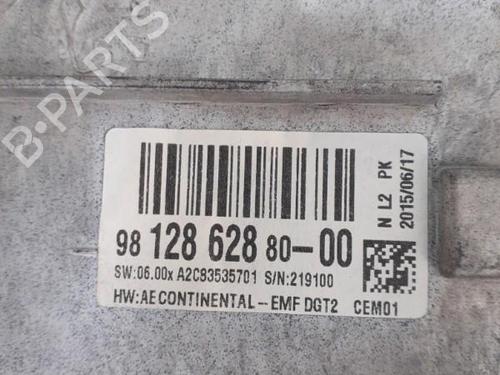 B-PARTS
98 128 628 80-00
SW:06.00x A2C83535701 S/N:219100
HW:AE CONTINENTAL--EMF DGT2 CEM01
N L2 PK
2015/06/17